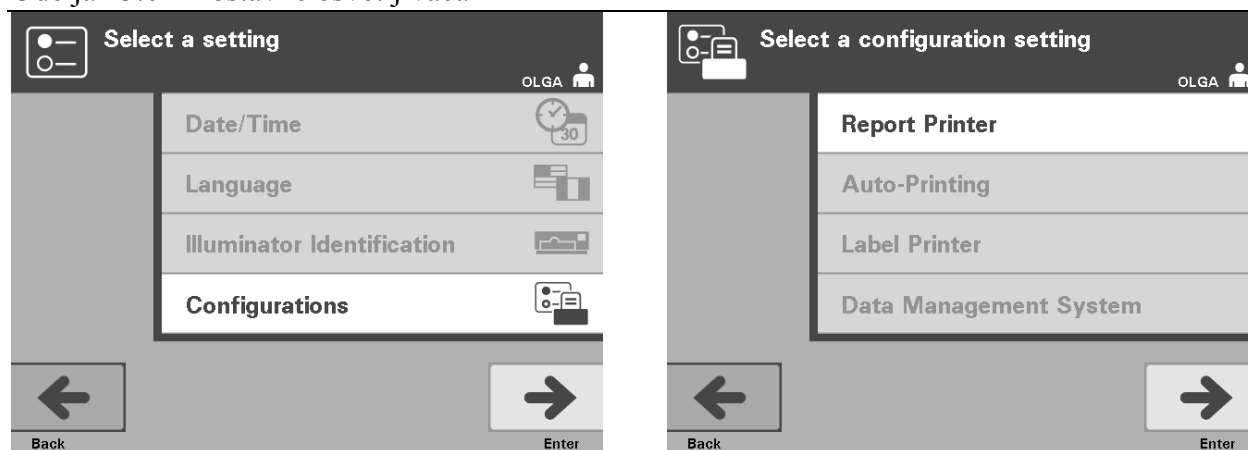 Select a setting
OLGA
Date/Time
30
Language
Illuminator Identification
Configurations
Back
Enter
Select a configuration setting
OLGA
Report Printer
Auto-Printing
Label Printer
Data Management System
Back
Enter